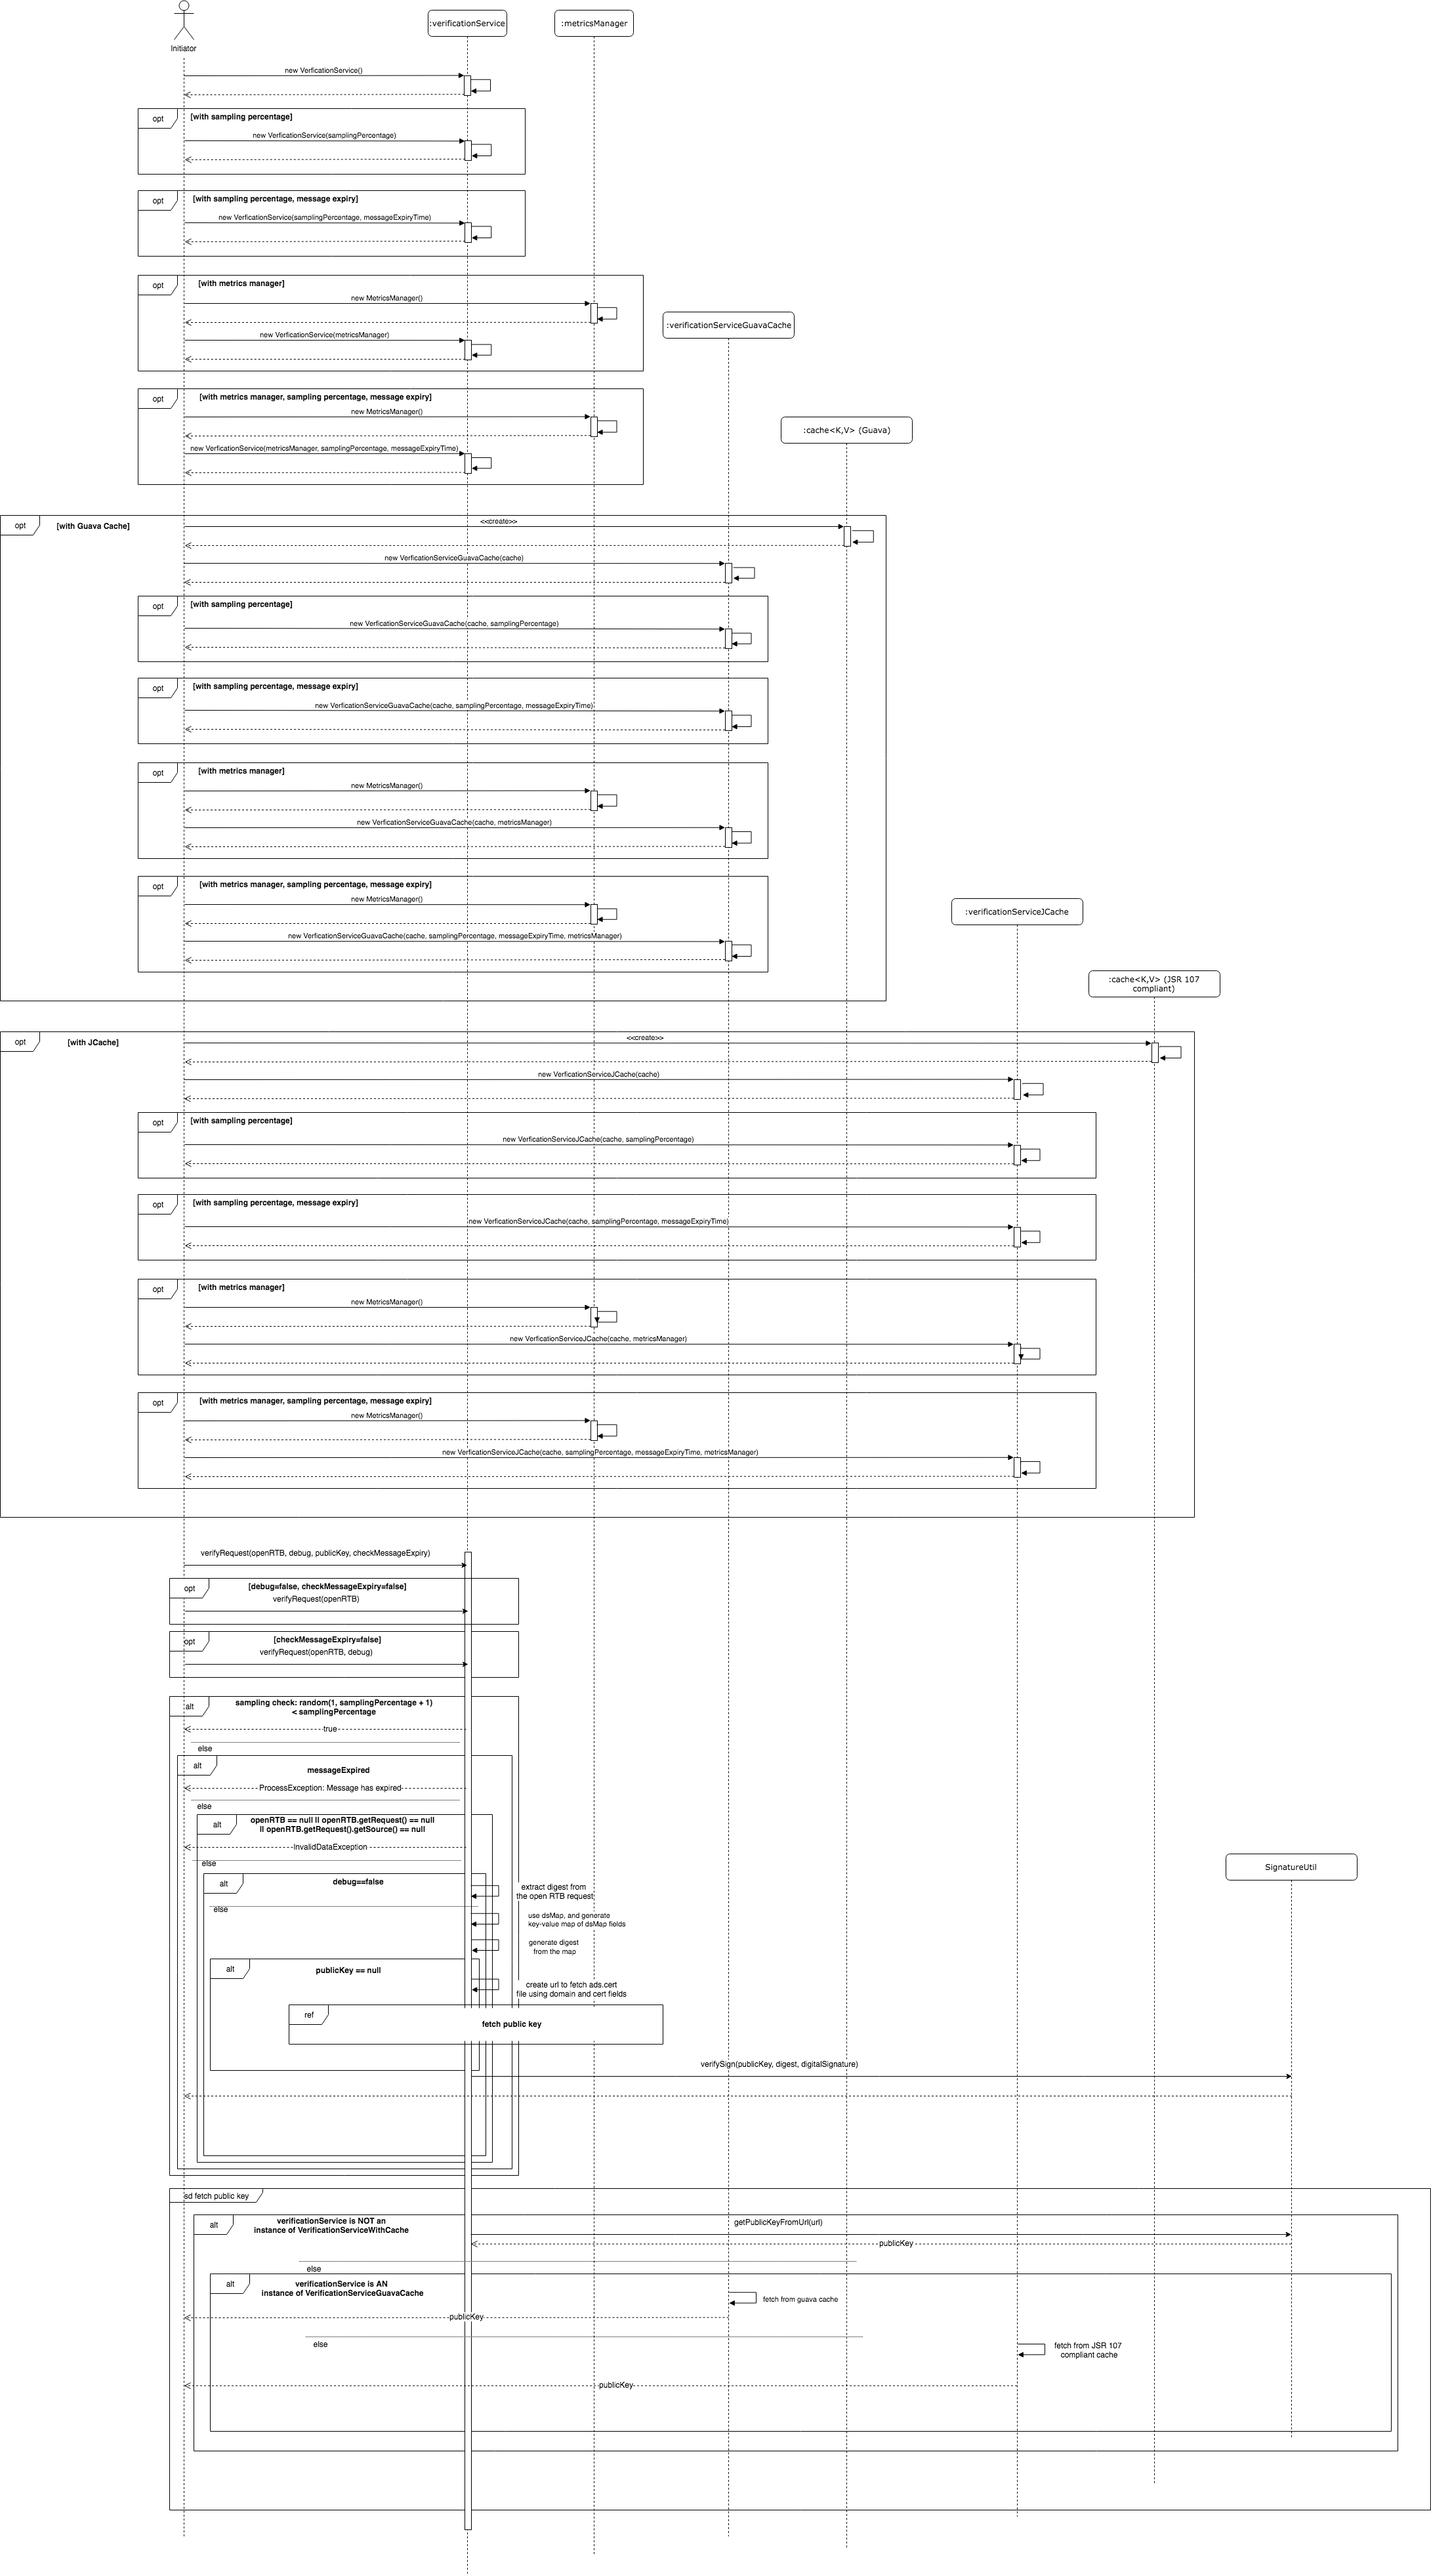 :verificationService
:metricsManager
Initiator
new VerficationService()
opt
[with sampling percentage]
new VerficationService(samplingPercentage)
opt
[with sampling percentage, message expiry]
new VerficationService(samplingPercentage, messageExpiryTime)
opt
[with metrics manager]
new MetricsManager()
:verificationServiceGuavaCache
new VerficationService(metricsManager)
opt
[with metrics manager, sampling percentage, message expiry]
new MetricsManager()
:cache<K,V> (Guava)
new VerficationService(metricsManager, samplingPercentage, messageExpiryTime)
opt
[with Guava Cache]
<<create>>
new VerficationServiceGuavaCache(cache)
opt
[with sampling percentage]
new VerficationServiceGuavaCache(cache, samplingPercentage)
opt
[with sampling percentage, message expiry]
new VerficationServiceGuavaCache(cache, samplingPercentage, messageExpiryTime)
opt
[with metrics manager]
new MetricsManager()
new VerficationServiceGuavaCache(cache, metricsManager)
opt
[with metrics manager, sampling percentage, message expiry]
new MetricsManager()
:verificationServiceJCache
new VerficationServiceGuavaCache(cache, samplingPercentage, messageExpiryTime, metricsManager)
:cache<K,V> (JSR 107
compliant)
opt
[with JCache]
<<create>>
new VerficationServiceJCache(cache)
opt
[with sampling percentage]
new VerficationServiceJCache(cache, samplingPercentage)
opt
[with sampling percentage, message expiry]
new VerficationServiceJCache(cache, samplingPercentage, messageExpiryTime)
opt
[with metrics manager]
new MetricsManager()
new VerficationServiceJCache(cache, metricsManager)
opt
[with metrics manager, sampling percentage, message expiry]
new MetricsManager()
new VerficationServiceJCache(cache, samplingPercentage, messageExpiryTime, metricsManager)
verifyRequest(openRTB, debug, publicKey, checkMessageExpiry)
opt
[debug=false, checkMessageExpiry=false]
verifyRequest(openRTB)
opt
[checkMessageExpiry=false]
verifyRequest(openRTB, debug)
alt
sampling check: random(1, samplingPercentage + 1)
< samplingPercentage
true
else
alt
messageExpired
ProcessException: Message has expired
else
alt
openRTB == null || openRTB.getRequest() == null
|| openRTB.getRequest().getSource() == null
InvalidDataException
else
SignatureUtil
alt
debug==false
extract digest from
the open RTB request
else
use dsMap, and generate
key-value map of dsMap fields
generate digest
from the map
alt
publicKey == null
create url to fetch ads.cert
file using domain and cert fields
ref
fetch public key
verifySign(publicKey, digest, digitalSignature)
sd fetch public key
alt
verificationService is NOT an
instance of VerificationServiceWithCache
getPublicKeyFromUrl(url)
publicKey
else
alt
verificationService is AN
instance of VerificationServiceGuavaCache
fetch from guava cache
publicKey
else
fetch from JSR 107
compliant cache
publicKey